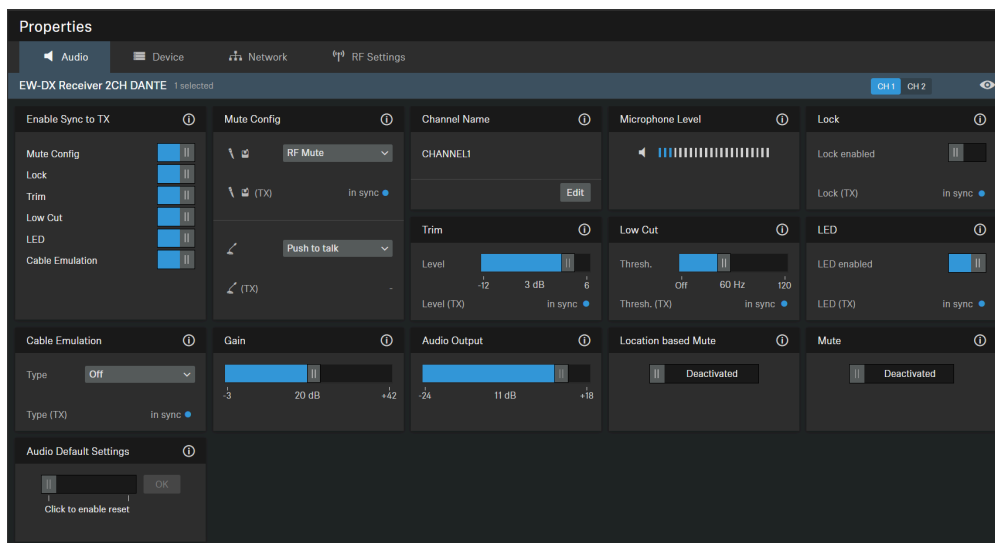 Properties
Audio
Device
Network
RF Settings
EW-DX Receiver 2CH DANTE 1 selected
CH 1 CH 2
Enable Sync to TX
Mute Config
Lock
Trim
Low Cut
LED
Cable Emulation
Mute Config
RF Mute
(TX) in sync
Push to talk
(TX) -
Channel Name
CHANNEL1
Edit
Microphone Level
Lock
Lock enabled
Lock (TX) in sync
Trim
Level
-12 3 dB 6
Level (TX) in sync
Low Cut
Thresh.
Off 60 Hz 120
Thresh. (TX) in sync
LED
LED enabled
LED (TX) in sync
Cable Emulation
Type Off
Type (TX) in sync
Gain
-3 20 dB +42
Audio Output
-24 11 dB +18
Location based Mute
Deactivated
Mute
Deactivated
Audio Default Settings
OK
Click to enable reset